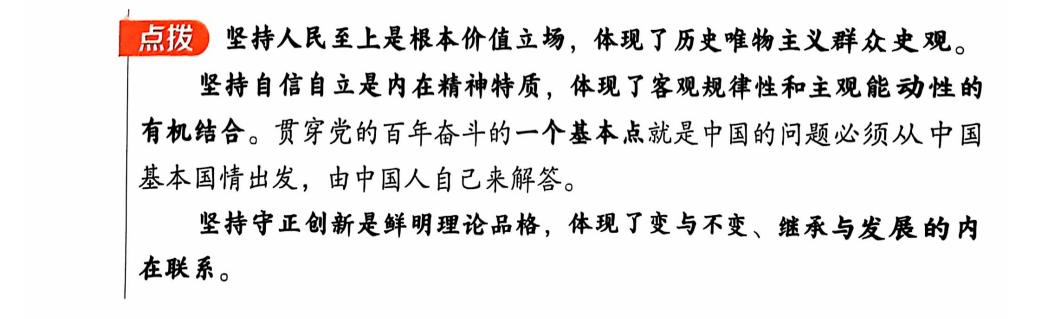 点拨 坚持人民至上是根本价值立场，体现了历史唯物主义群众史观。
坚持自信自立是内在精神特质，体现了客观规律性和主观能动性的
有机结合。贯穿党的百年奋斗的一个基本点就是中国的问题必须从中国
基本国情出发，由中国人自己来解答。
坚持守正创新是鲜明理论品格，体现了变与不变、继承与发展的内
在联系。